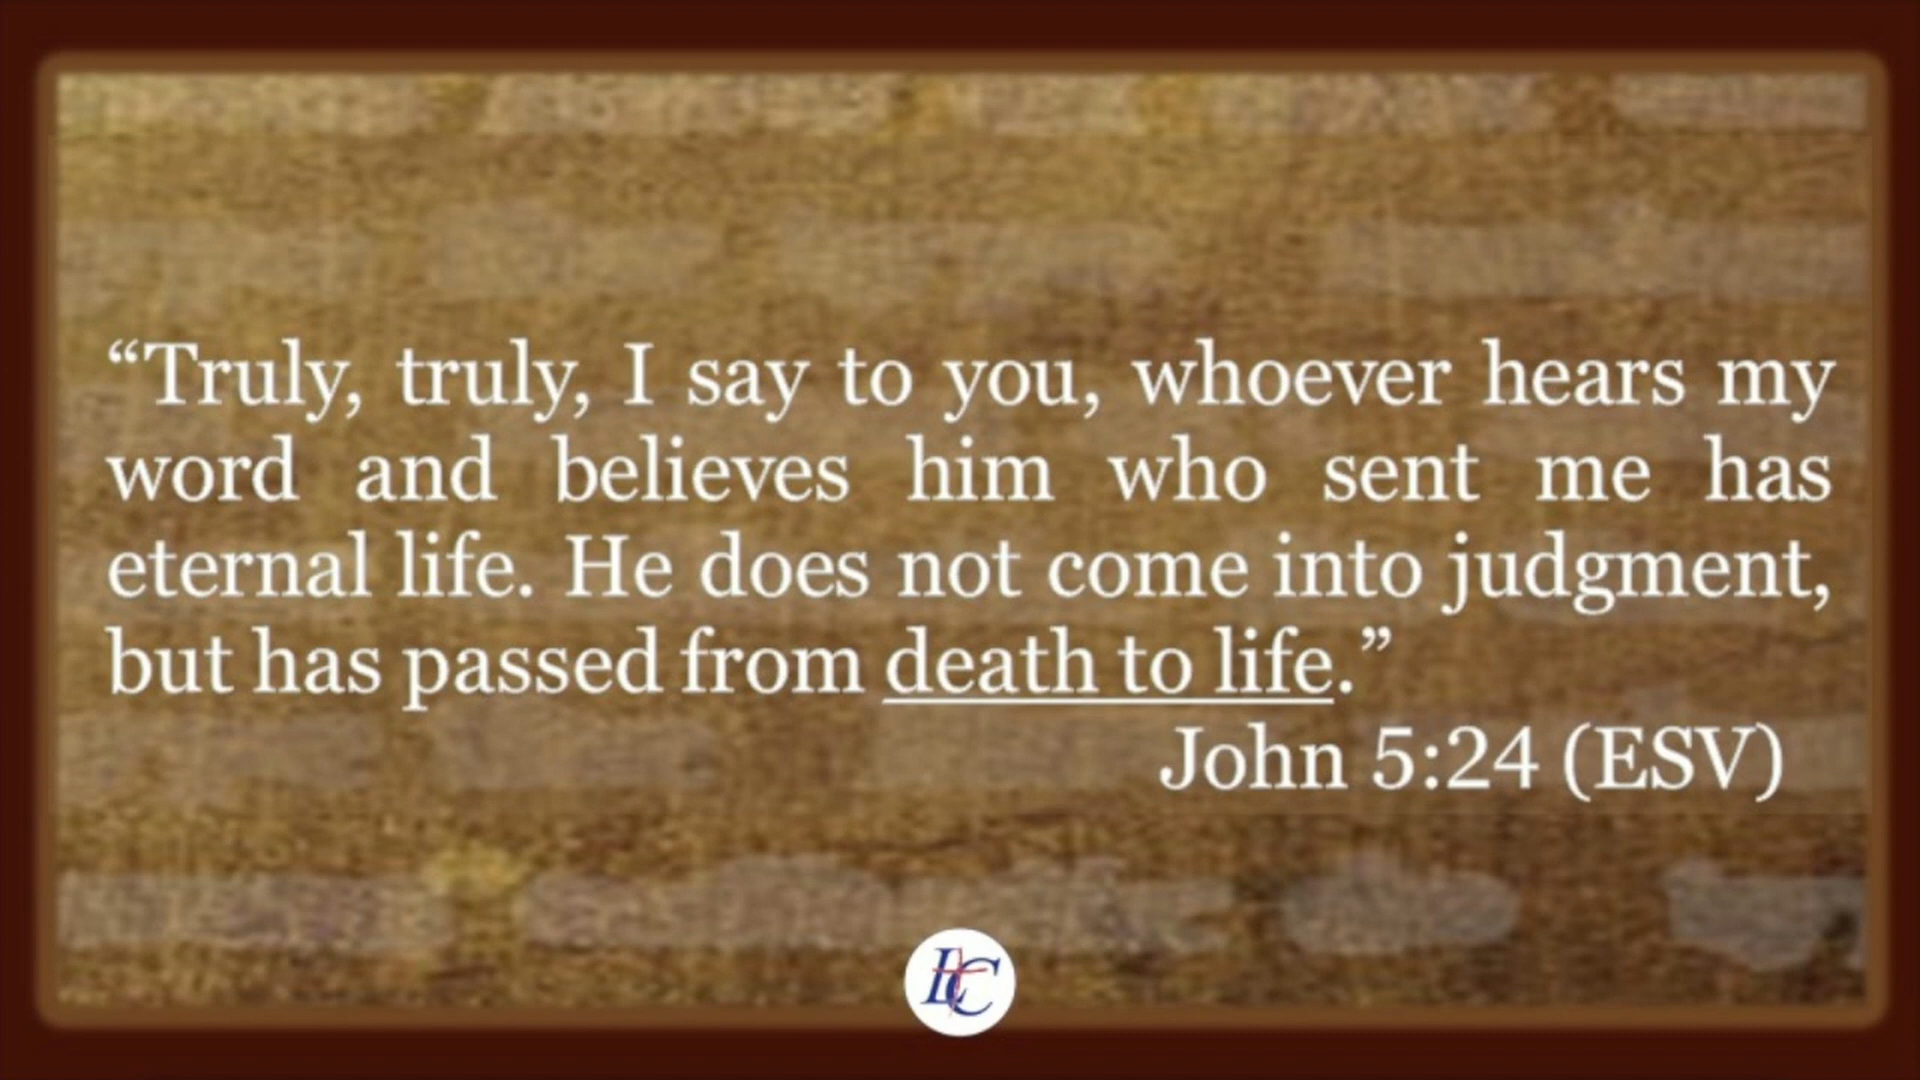 “Truly, truly, I say to you, whoever hears my
word and believes him who sent me has
eternal life. He does not come into judgment,
but has passed from death to life.”
John 5:24 (ESV)